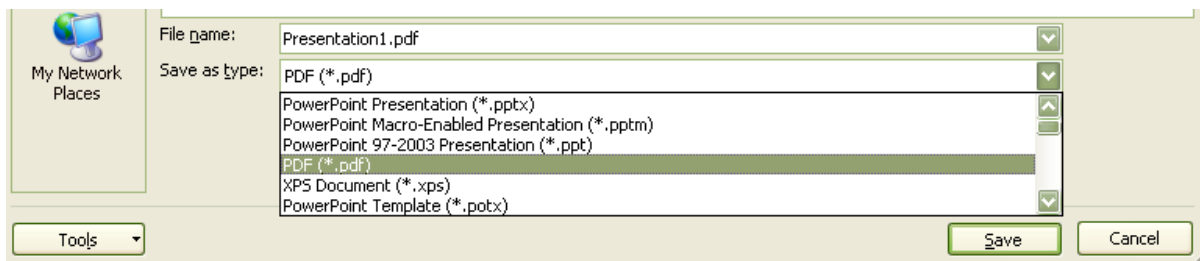 File name:
Presentation1.pdf
My Network
Places
Save as type:
PDF (*.pdf)
PowerPoint Presentation (*.pptx)
PowerPoint Macro-Enabled Presentation (*.pptm)
PowerPoint 97-2003 Presentation (*.ppt)
PDF (*.pdf)
XPS Document (*.xps)
PowerPoint Template (*.potx)
Tools
Save
Cancel